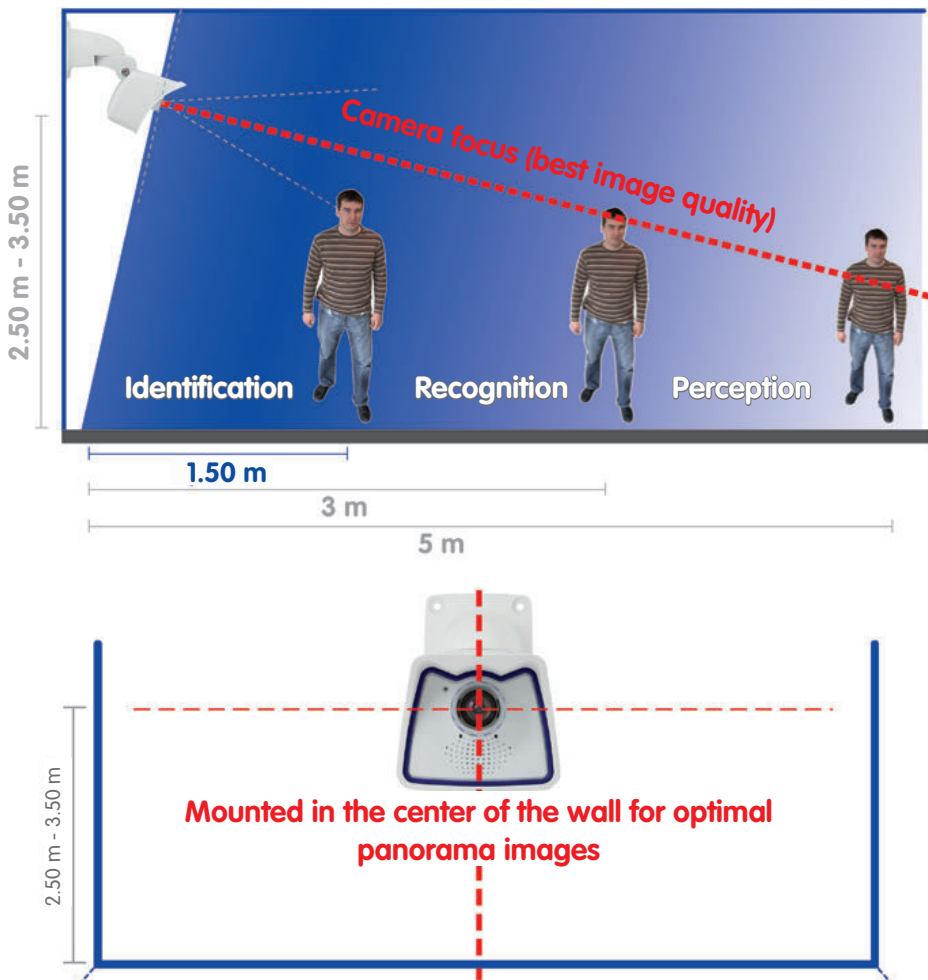 Camera focus (best image quality)
2.50 m - 3.50 m
Identification
Recognition
Perception
1.50 m
3 m
5 m
2.50 m - 3.50 m
Mounted in the center of the wall for optimal
panorama images